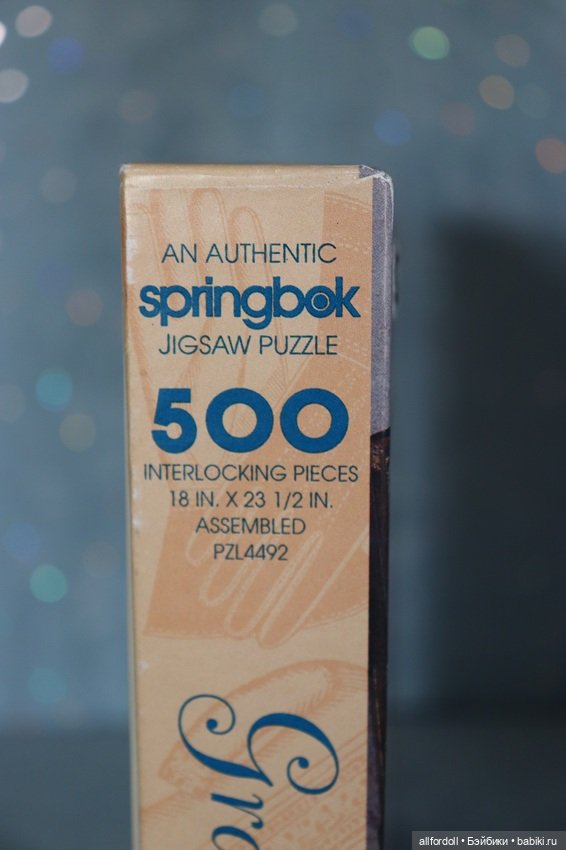 AN AUTHENTIC
springbok
JIGSAW PUZZLE
500
INTERLOCKING PIECES
18 IN. X 23 1/2 IN.
ASSEMBLED
PZL4492
allfordoll • Бэйбики • babiki.ru